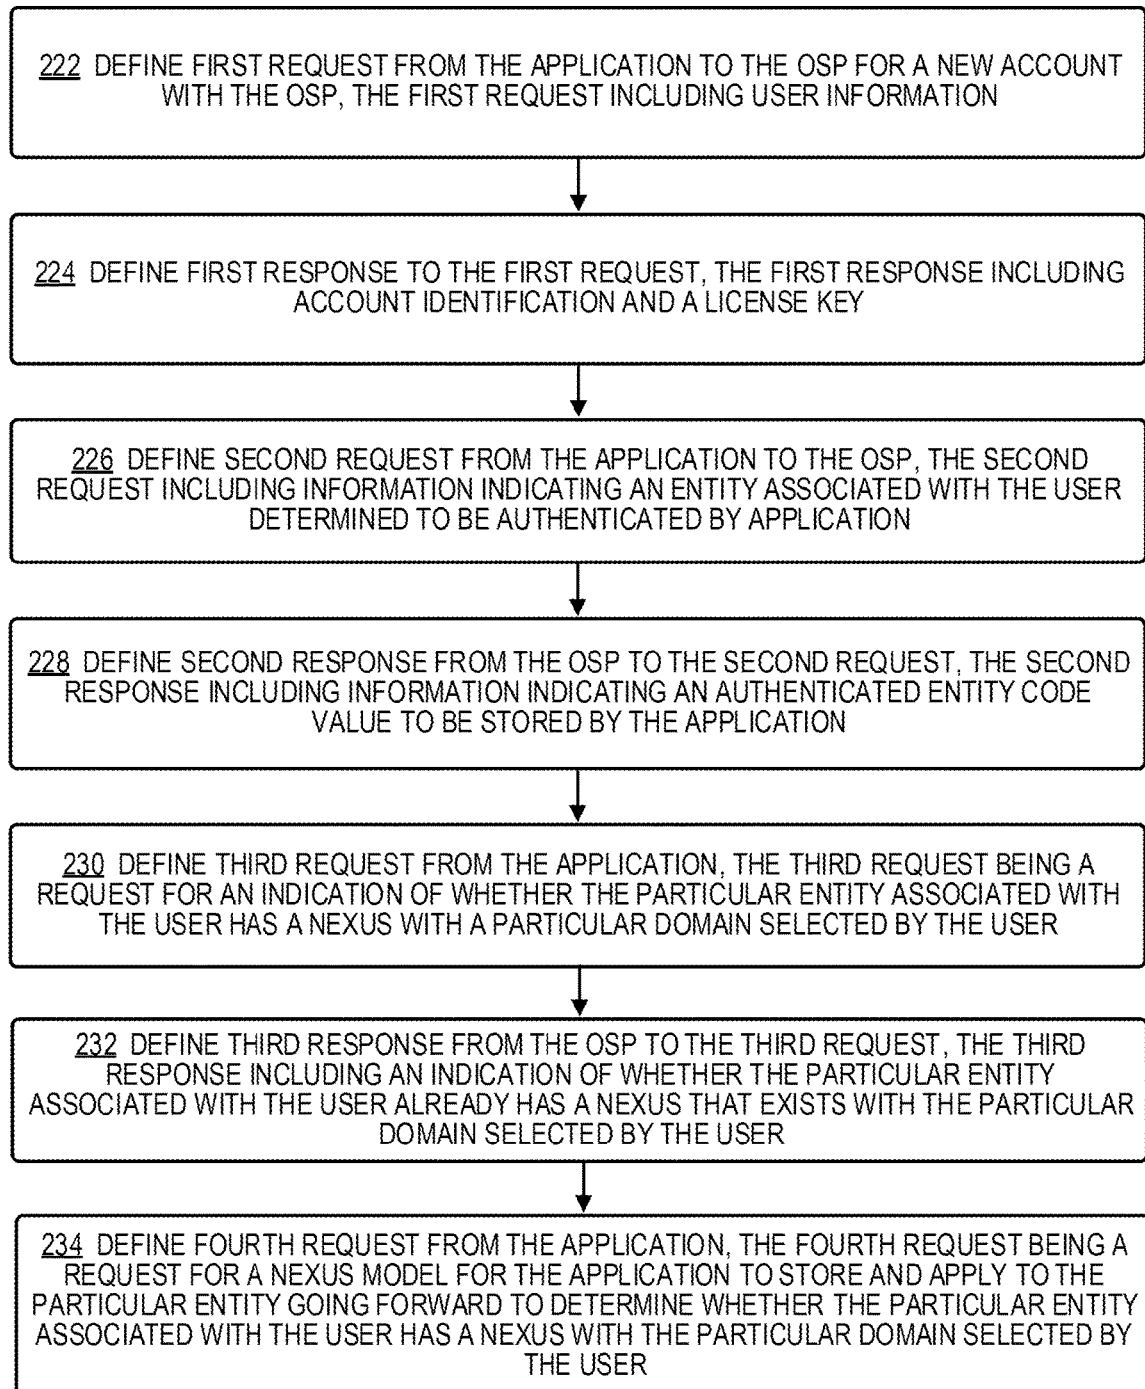 222 DEFINE FIRST REQUEST FROM THE APPLICATION TO THE OSP FOR A NEW ACCOUNT
WITH THE OSP, THE FIRST REQUEST INCLUDING USER INFORMATION
224 DEFINE FIRST RESPONSE TO THE FIRST REQUEST, THE FIRST RESPONSE INCLUDING
ACCOUNT IDENTIFICATION AND A LICENSE KEY
226 DEFINE SECOND REQUEST FROM THE APPLICATION TO THE OSP, THE SECOND
REQUEST INCLUDING INFORMATION INDICATING AN ENTITY ASSOCIATED WITH THE USER
DETERMINED TO BE AUTHENTICATED BY APPLICATION
228 DEFINE SECOND RESPONSE FROM THE OSP TO THE SECOND REQUEST, THE SECOND
RESPONSE INCLUDING INFORMATION INDICATING AN AUTHENTICATED ENTITY CODE
VALUE TO BE STORED BY THE APPLICATION
230 DEFINE THIRD REQUEST FROM THE APPLICATION, THE THIRD REQUEST BEING A
REQUEST FOR AN INDICATION OF WHETHER THE PARTICULAR ENTITY ASSOCIATED WITH
THE USER HAS A NEXUS WITH A PARTICULAR DOMAIN SELECTED BY THE USER
232 DEFINE THIRD RESPONSE FROM THE OSP TO THE THIRD REQUEST, THE THIRD
RESPONSE INCLUDING AN INDICATION OF WHETHER THE PARTICULAR ENTITY
ASSOCIATED WITH THE USER ALREADY HAS A NEXUS THAT EXISTS WITH THE PARTICULAR
DOMAIN SELECTED BY THE USER
234 DEFINE FOURTH REQUEST FROM THE APPLICATION, THE FOURTH REQUEST BEING A
REQUEST FOR A NEXUS MODEL FOR THE APPLICATION TO STORE AND APPLY TO THE
PARTICULAR ENTITY GOING FORWARD TO DETERMINE WHETHER THE PARTICULAR ENTITY
ASSOCIATED WITH THE USER HAS A NEXUS WITH THE PARTICULAR DOMAIN SELECTED BY
THE USER